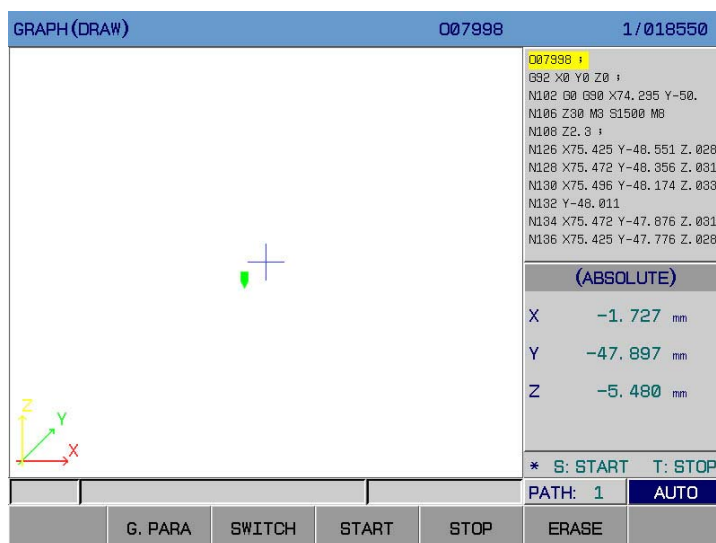 GRAPH(DRAW) O07998 1/018550
O07998 ;
G92 X0 Y0 Z0 ;
N102 G0 G90 X74.295 Y-50.
N106 Z30 M3 S1500 M8
N108 Z2.3 ;
N126 X75.425 Y-48.551 Z.028
N128 X75.472 Y-48.356 Z.031
N130 X75.496 Y-48.174 Z.033
N132 Y-48.011
N134 X75.472 Y-47.876 Z.031
N136 X75.425 Y-47.776 Z.028
(ABSOLUTE)
X -1.727 mm
Y -47.897 mm
Z -5.480 mm
Z
Y
X
* S:START T:STOP
PATH: 1 AUTO
G.PARA SWITCH START STOP ERASE